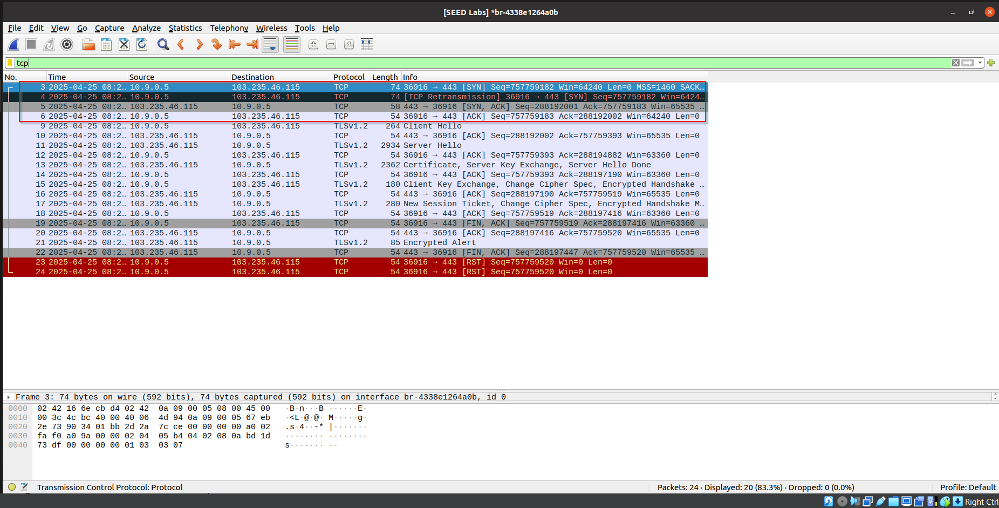 [SEED Labs] *br-4338e1264a0b
File Edit View Go Capture Analyze Statistics Telephony Wireless Tools Help
tcp
No. Time Source Destination Protocol Length Info
3 2025-04-25 08:2… 10.9.0.5 103.235.46.115 TCP 74 36916 → 443 [SYN] Seq=757759182 Win=64240 Len=0 MSS=1460 SACK…
4 2025-04-25 08:2… 10.9.0.5 103.235.46.115 TCP 74 [TCP Retransmission] 36916 → 443 [SYN] Seq=757759182 Win=6424…
5 2025-04-25 08:2… 103.235.46.115 10.9.0.5 TCP 58 443 → 36916 [SYN, ACK] Seq=288192001 Ack=757759183 Win=65535 …
6 2025-04-25 08:2… 10.9.0.5 103.235.46.115 TCP 54 36916 → 443 [ACK] Seq=757759183 Ack=288192002 Win=64240 Len=0
9 2025-04-25 08:2… 10.9.0.5 103.235.46.115 TLSv1.2 264 Client Hello
10 2025-04-25 08:2… 103.235.46.115 10.9.0.5 TCP 54 443 → 36916 [ACK] Seq=288192002 Ack=757759393 Win=65535 Len=0
11 2025-04-25 08:2… 103.235.46.115 10.9.0.5 TLSv1.2 2934 Server Hello
12 2025-04-25 08:2… 10.9.0.5 103.235.46.115 TCP 54 36916 → 443 [ACK] Seq=757759393 Ack=288194882 Win=63360 Len=0
13 2025-04-25 08:2… 103.235.46.115 10.9.0.5 TLSv1.2 2362 Certificate, Server Key Exchange, Server Hello Done
14 2025-04-25 08:2… 10.9.0.5 103.235.46.115 TCP 54 36916 → 443 [ACK] Seq=757759393 Ack=288197190 Win=63360 Len=0
15 2025-04-25 08:2… 10.9.0.5 103.235.46.115 TLSv1.2 180 Client Key Exchange, Change Cipher Spec, Encrypted Handshake …
16 2025-04-25 08:2… 103.235.46.115 10.9.0.5 TCP 54 443 → 36916 [ACK] Seq=288197190 Ack=757759519 Win=65535 Len=0
17 2025-04-25 08:2… 103.235.46.115 10.9.0.5 TLSv1.2 280 New Session Ticket, Change Cipher Spec, Encrypted Handshake M…
18 2025-04-25 08:2… 10.9.0.5 103.235.46.115 TCP 54 36916 → 443 [ACK] Seq=757759519 Ack=288197416 Win=63360 Len=0
19 2025-04-25 08:2… 10.9.0.5 103.235.46.115 TCP 54 36916 → 443 [FIN, ACK] Seq=757759519 Ack=288197416 Win=63360 …
20 2025-04-25 08:2… 103.235.46.115 10.9.0.5 TCP 54 443 → 36916 [ACK] Seq=288197416 Ack=757759520 Win=65535 Len=0
21 2025-04-25 08:2… 103.235.46.115 10.9.0.5 TLSv1.2 85 Encrypted Alert
22 2025-04-25 08:2… 103.235.46.115 10.9.0.5 TCP 54 443 → 36916 [FIN, ACK] Seq=288197447 Ack=757759520 Win=65535 …
23 2025-04-25 08:2… 10.9.0.5 103.235.46.115 TCP 54 36916 → 443 [RST] Seq=757759520 Win=0 Len=0
24 2025-04-25 08:2… 10.9.0.5 103.235.46.115 TCP 54 36916 → 443 [RST] Seq=757759520 Win=0 Len=0
Frame 3: 74 bytes on wire (592 bits), 74 bytes captured (592 bits) on interface br-4338e1264a0b, id 0
0000 02 42 16 6e cb d4 02 42 0a 09 00 05 08 00 45 00 ·B·n···B ······E·
0010 00 3c 4c bc 40 00 40 06 4d 94 0a 09 00 05 67 eb ·<L·@·@· M·····g·
0020 2e 73 90 34 01 bb 2d 2a 7c ce 00 00 00 00 a0 02 .s·4··-* |·······
0030 fa f0 a9 9a 00 00 02 04 05 b4 04 02 08 0a bd 1d ········ ········
0040 73 df 00 00 00 00 01 03 03 07 s······· ··
Transmission Control Protocol: Protocol Packets: 24 · Displayed: 20 (83.3%) · Dropped: 0 (0.0%) Profile: Default
Right Ctrl